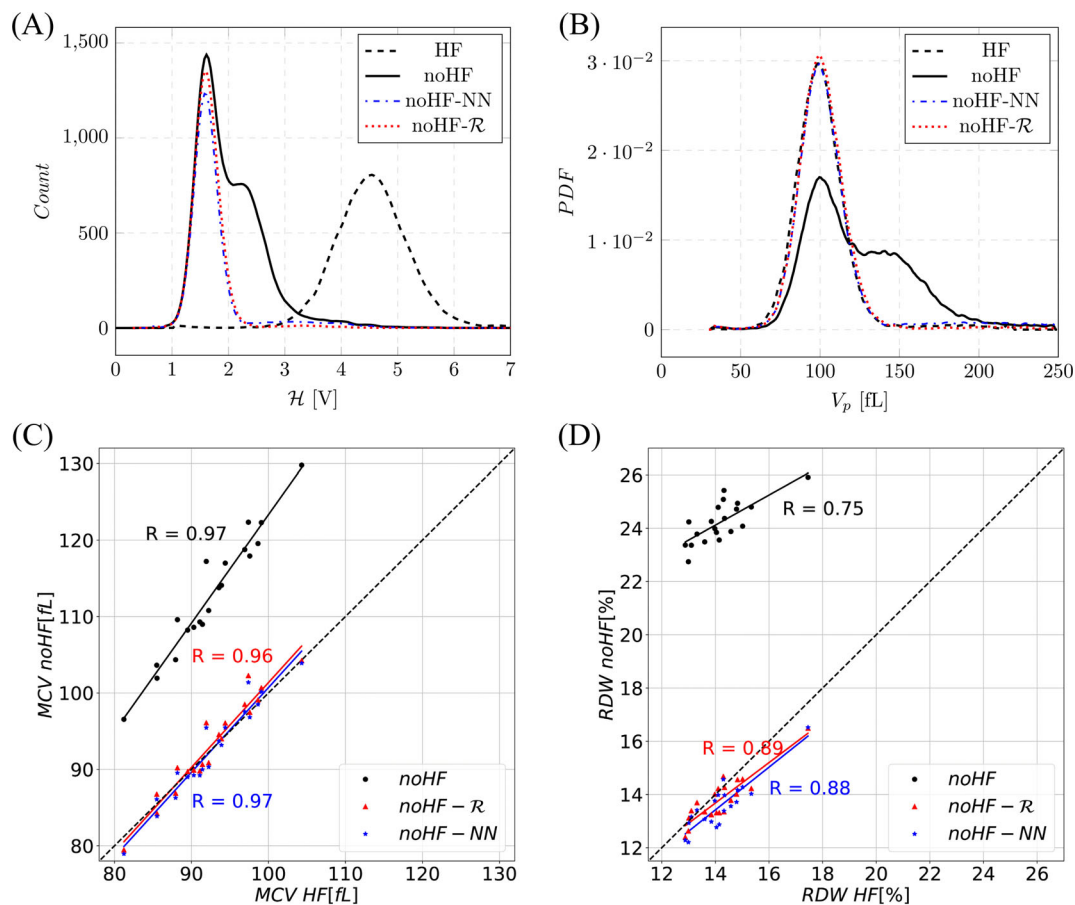 (A)
1,500
1,000
500
0
Count
0 1 2 3 4 5 6 7
ℋ [V]
HF
noHF
noHF-NN
noHF-ℛ
(B)
3 · 10⁻²
2 · 10⁻²
1 · 10⁻²
0
PDF
0 50 100 150 200 250
Vₚ [fL]
HF
noHF
noHF-NN
noHF-ℛ
(C)
130
120
110
100
90
80
MCV noHF[fL]
R = 0.97
R = 0.96
R = 0.97
noHF
noHF − ℛ
noHF − NN
80 90 100 110 120 130
MCV HF[fL]
(D)
26
24
22
20
18
16
14
12
RDW noHF[%]
R = 0.75
R = 0.89
R = 0.88
noHF
noHF − ℛ
noHF − NN
12 14 16 18 20 22 24 26
RDW HF[%]